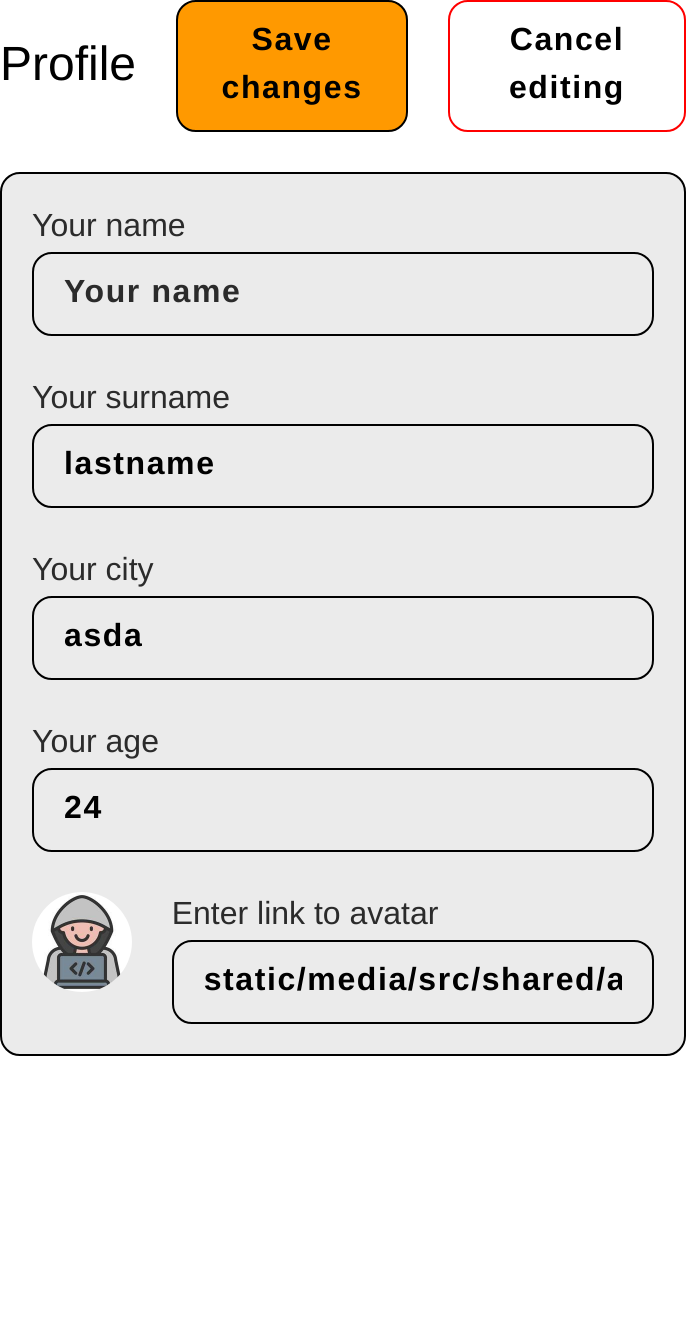 Profile
Save
changes
Cancel
editing
Your name
Your name
Your surname
lastname
Your city
asda
Your age
24
Enter link to avatar
static/media/src/shared/a